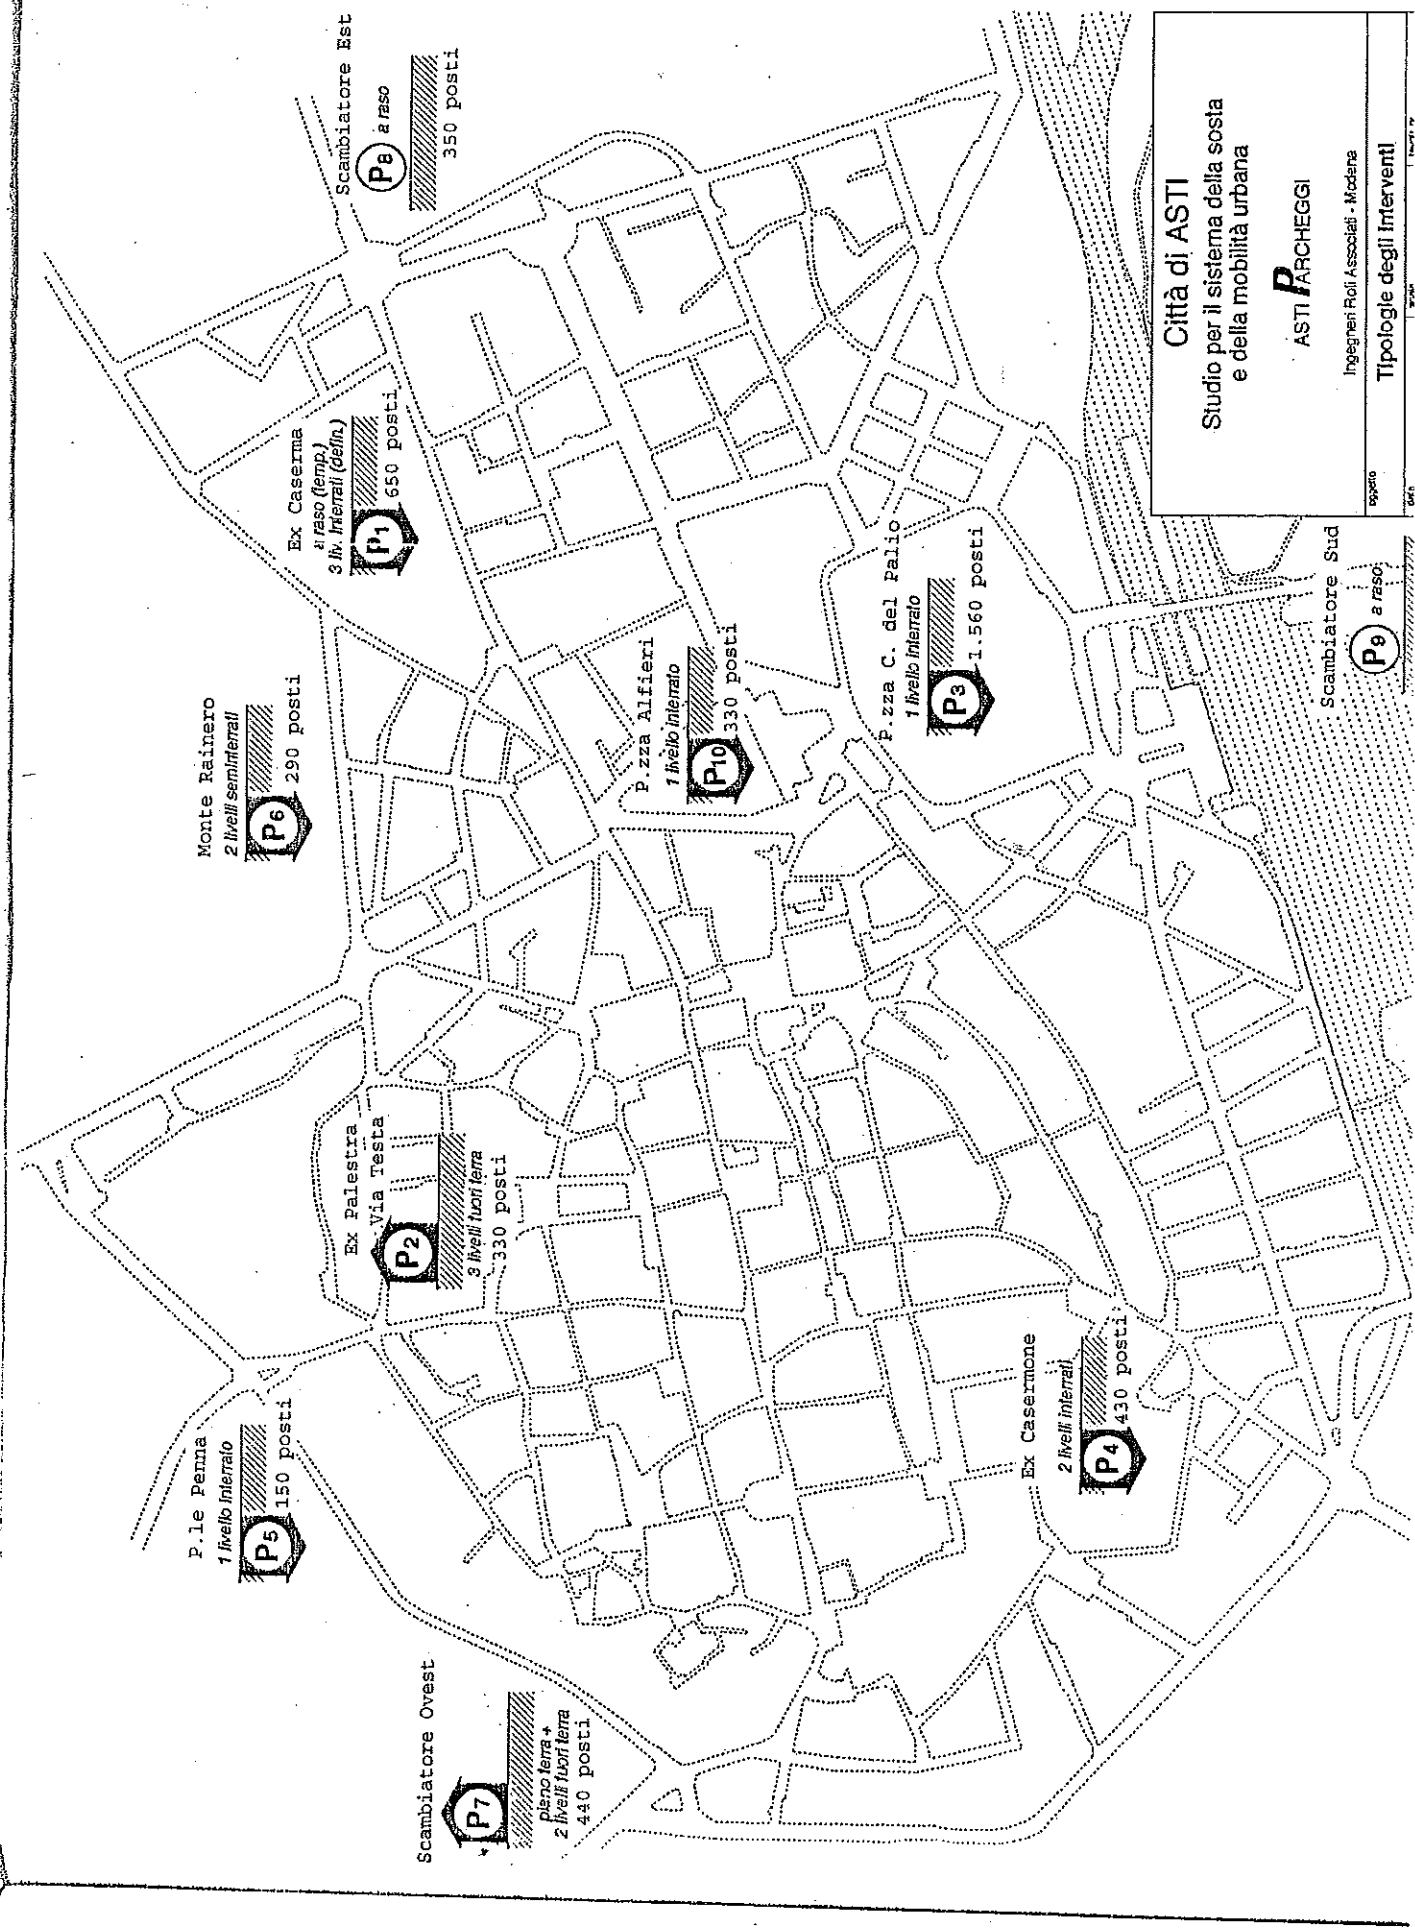 Scambiatore Ovest
P7
piano terra +
2 livelli fuori terra
440 posti
P.le Penna
1 livello interrato
P5
150 posti
Ex Palestra
Via Testa
P2
3 livelli fuori terra
330 posti
Monte Rainero
2 livelli seminterrati
P6
290 posti
Ex Caserma
a raso (temp.)
3 liv. interrati (defin.)
P1
650 posti
Scambiatore Est
P8 a raso
350 posti
P.zza Alfieri
1 livello interrato
P10
330 posti
P.zza C. del Palio
1 livello interrato
P3
1.560 posti
Ex Casermone
2 livelli interrati
P4
430 posti
Scambiatore Sud
P9 a raso
Città di ASTI
Studio per il sistema della sosta
e della mobilità urbana
ASTI PARCHEGGI
Ingegneri Roli Associati - Modena
oggetto
Tipologie degli interventi
data